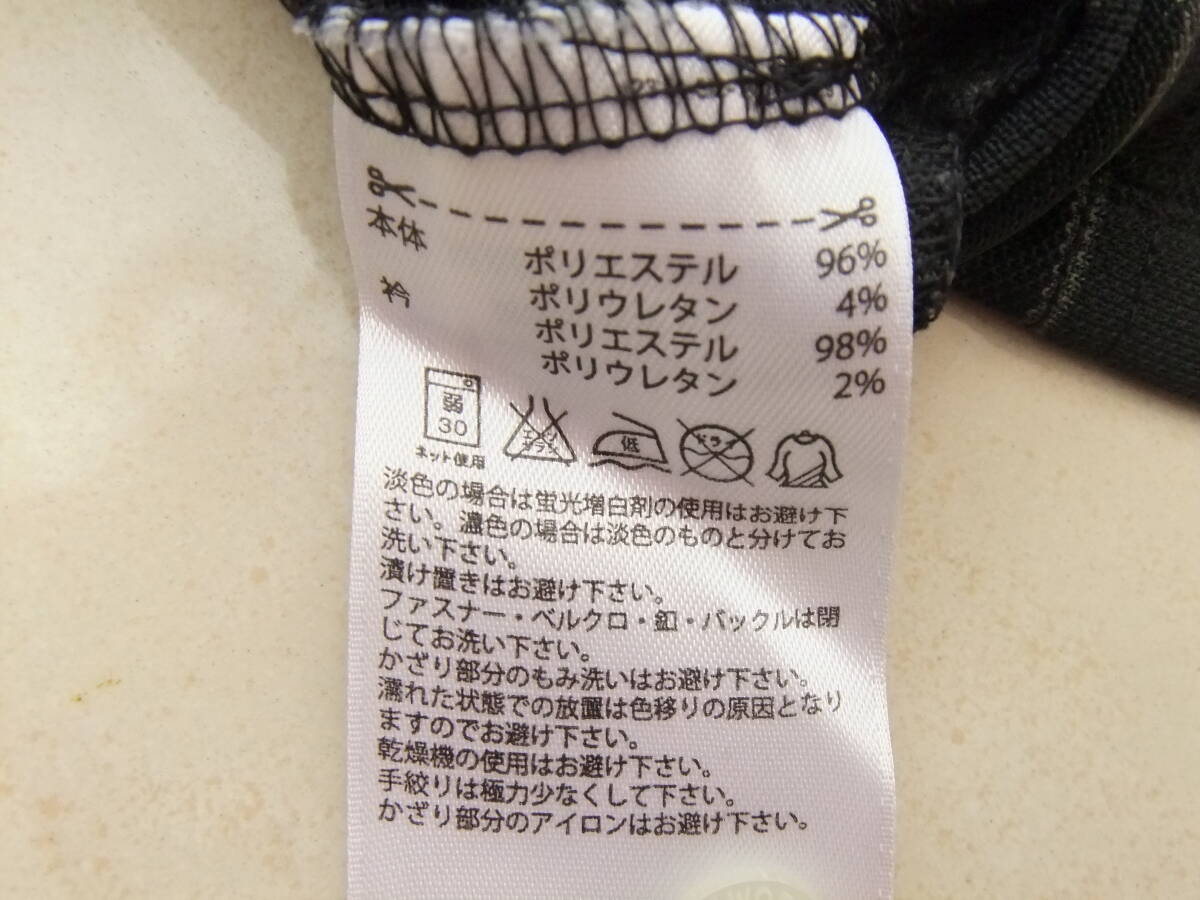 本体 ポリエステル 96%
ポリウレタン 4%
衿 ポリエステル 98%
ポリウレタン 2%
弱
30
ネット使用
エンソ
サラシ
低
ドライ
淡色の場合は蛍光増白剤の使用はお避け下
さい。濃色の場合は淡色のものと分けてお
洗い下さい。
漬け置きはお避け下さい。
ファスナー・ベルクロ・釦・バックルは閉
じてお洗い下さい。
かざり部分のもみ洗いはお避け下さい。
濡れた状態での放置は色移りの原因となり
ますのでお避け下さい。
乾燥機の使用はお避け下さい。
手絞りは極力少なくして下さい。
かざり部分のアイロンはお避け下さい。